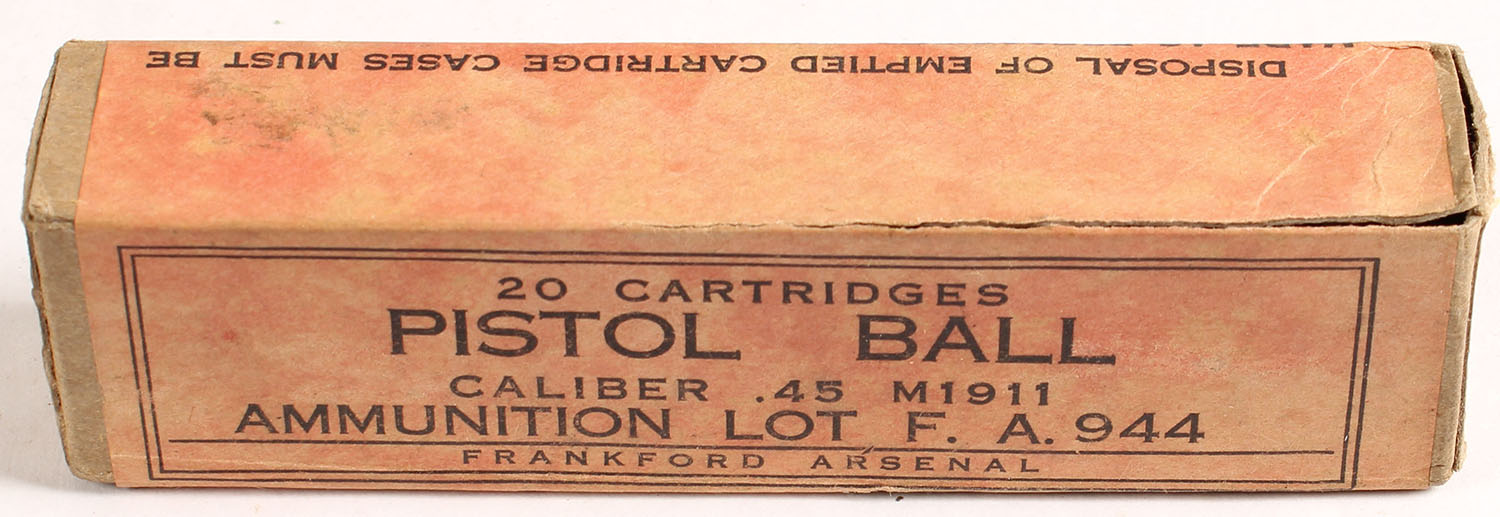 DISPOSAL OF EMPTIED CARTRIDGE CASES MUST BE
20 CARTRIDGES
PISTOL BALL
CALIBER .45 M1911
AMMUNITION LOT F. A. 944
FRANKFORD ARSENAL